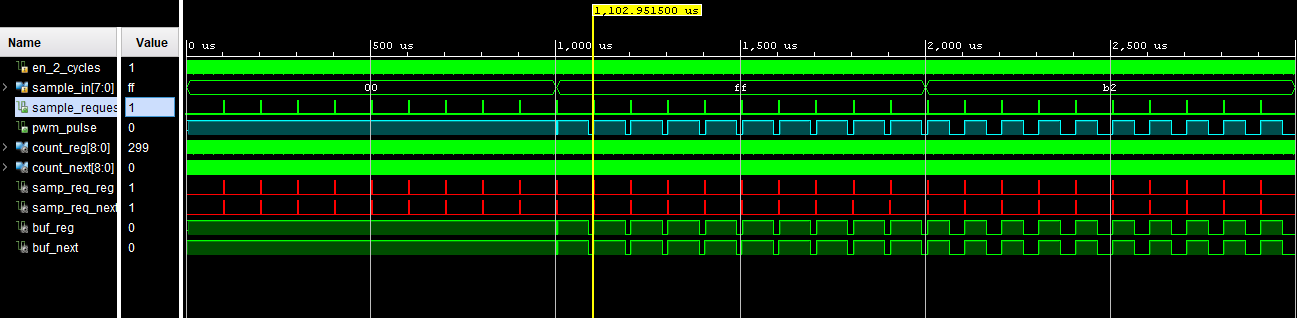 1,102.951500 us
Name Value
0 us 500 us 1,000 us 1,500 us 2,000 us 2,500 us
en_2_cycles 1
sample_in[7:0] ff 00 ff b2
sample_reques 1
pwm_pulse 0
count_reg[8:0] 299
count_next[8:0] 0
samp_req_reg 1
samp_req_next 1
buf_reg 0
buf_next 0